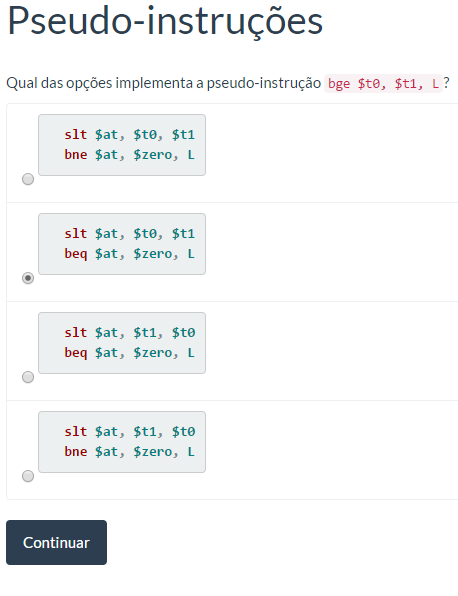 Pseudo-instruções
Qual das opções implementa a pseudo-instrução bge $t0, $t1, L?
slt $at, $t0, $t1
bne $at, $zero, L
slt $at, $t0, $t1
beq $at, $zero, L
slt $at, $t1, $t0
beq $at, $zero, L
slt $at, $t1, $t0
bne $at, $zero, L
Continuar